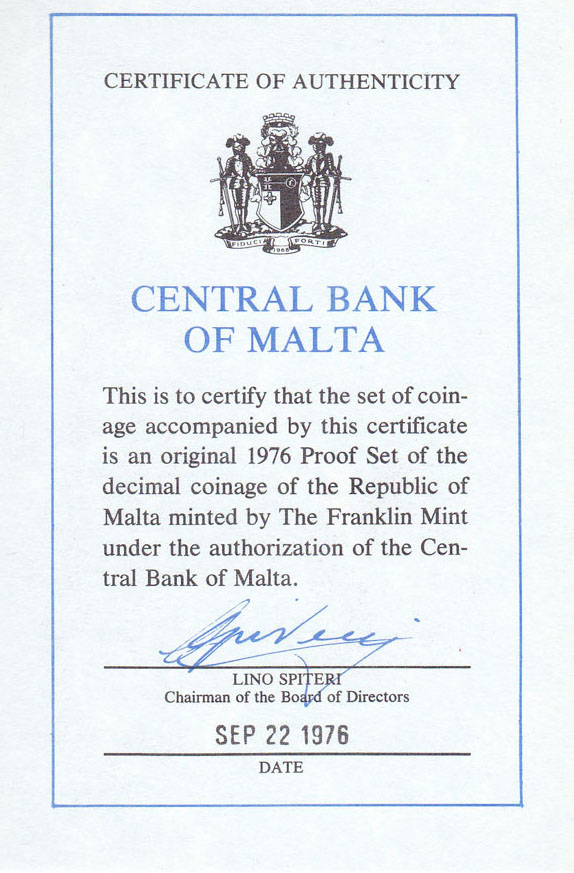 CERTIFICATE OF AUTHENTICITY
FIDUCIA FORTI
1968
CENTRAL BANK
OF MALTA
This is to certify that the set of coin-
age accompanied by this certificate
is an original 1976 Proof Set of the
decimal coinage of the Republic of
Malta minted by The Franklin Mint
under the authorization of the Cen-
tral Bank of Malta.
LINO SPITERI
Chairman of the Board of Directors
SEP 22 1976
DATE